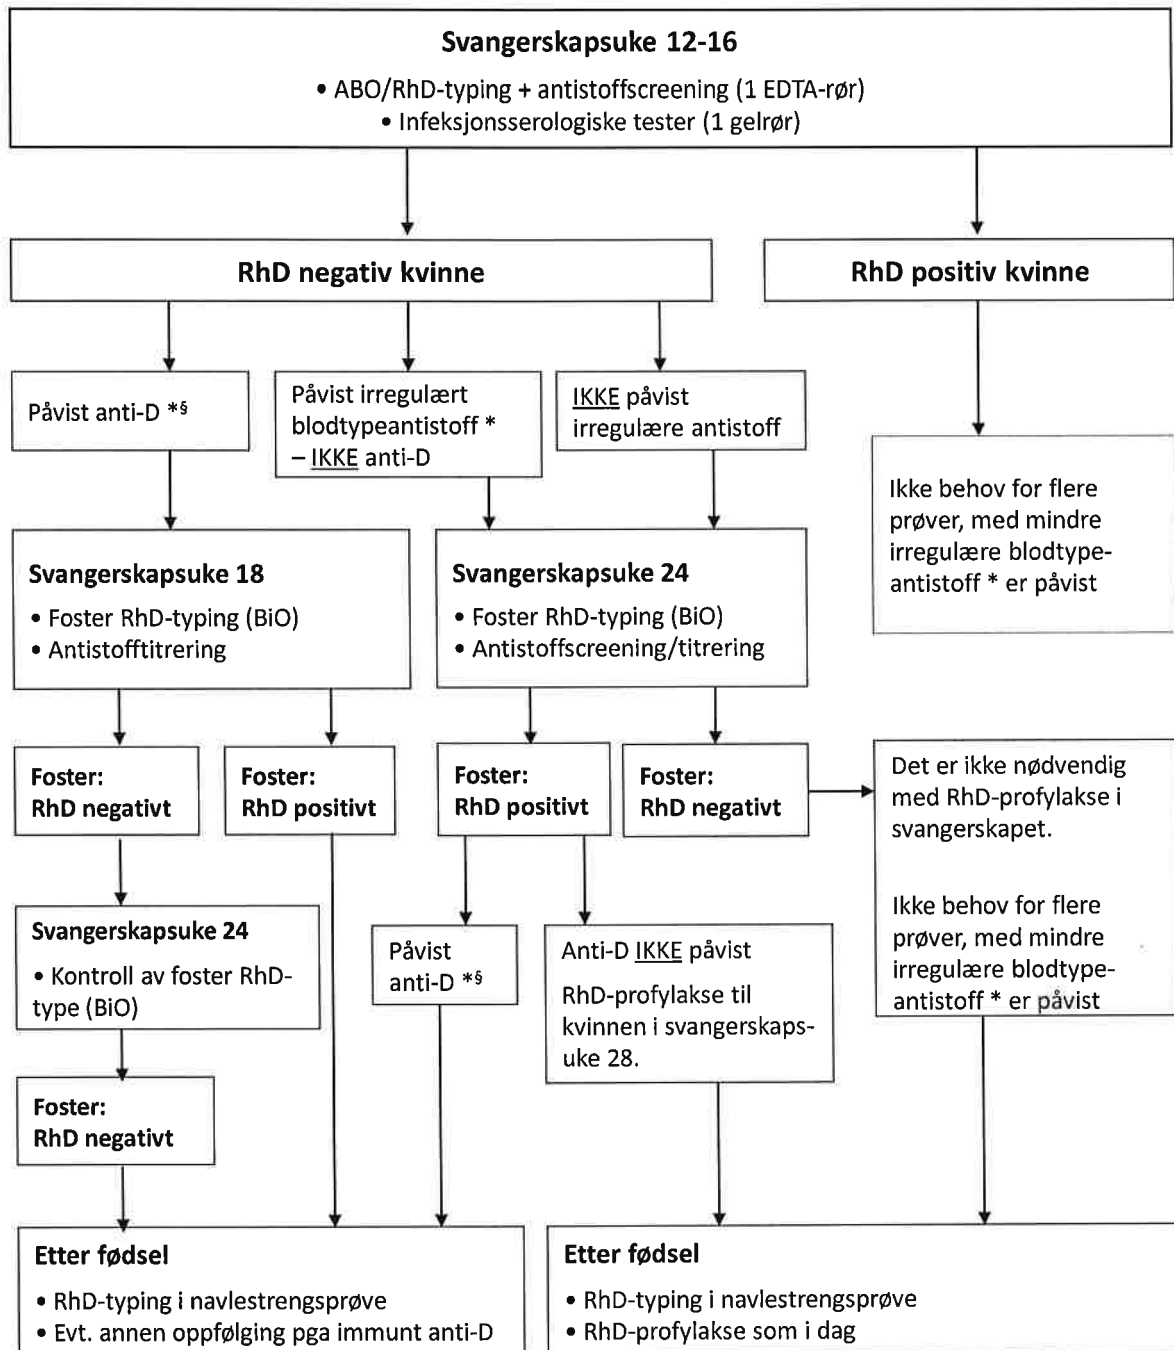 Svangerskapsuke 12-16
• ABO/RhD-typing + antistoffscreening (1 EDTA-rør)
• Infeksjonsserologiske tester (1 gelrør)
RhD negativ kvinne
RhD positiv kvinne
Påvist anti-D *§
Påvist irregulært
blodtypeantistoff *
– IKKE anti-D
IKKE påvist
irregulære antistoff
Ikke behov for flere
prøver, med mindre
irregulære blodtype-
antistoff * er påvist
Svangerskapsuke 18
• Foster RhD-typing (BiO)
• Antistofftitrering
Svangerskapsuke 24
• Foster RhD-typing (BiO)
• Antistoffscreening/titrering
Foster:
RhD negativt
Foster:
RhD positivt
Foster:
RhD positivt
Foster:
RhD negativt
Det er ikke nødvendig
med RhD-profylakse i
svangerskapet.
Ikke behov for flere
prøver, med mindre
irregulære blodtype-
antistoff * er påvist
Svangerskapsuke 24
• Kontroll av foster RhD-
type (BiO)
Påvist
anti-D *§
Anti-D IKKE påvist
RhD-profylakse til
kvinnen i svangerskaps-
uke 28.
Foster:
RhD negativt
Etter fødsel
• RhD-typing i navlestrengsprøve
• Evt. annen oppfølging pga immunt anti-D
Etter fødsel
• RhD-typing i navlestrengsprøve
• RhD-profylakse som i dag